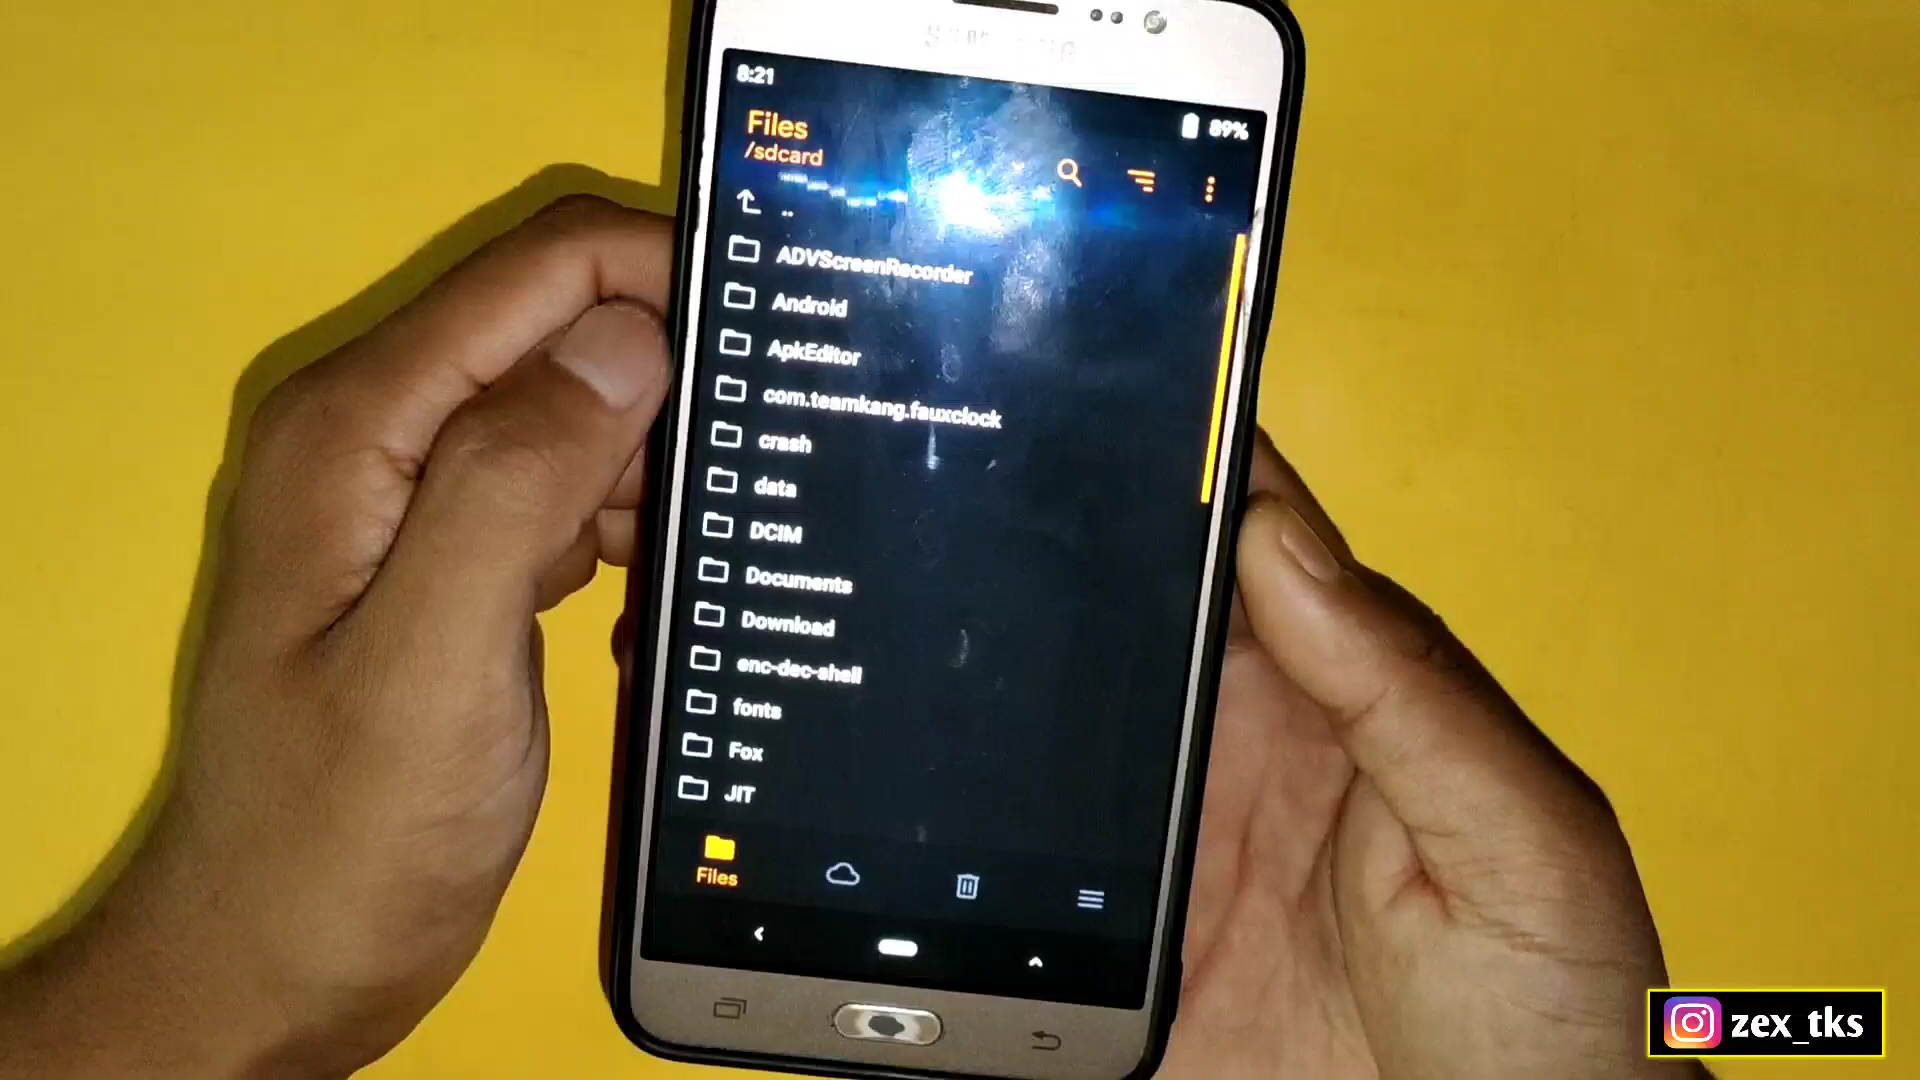 SAMSUNG
8:21
89%
Files
/sdcard
..
ADVScreenRecorder
Android
ApkEditor
com.teamkang.fauxclock
crash
data
DCIM
Documents
Download
enc-dec-shell
fonts
Fox
JIT
Files
zex_tks